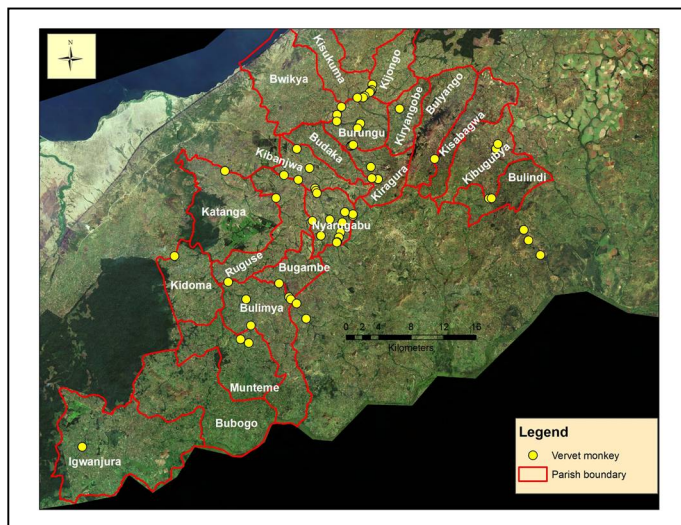 N
Kisukuma
Kijongo
Bwikya
Kiryangobe
Bulyango
Kisabagwa
Burungu
Budaka
Kibanjwa
Kiragura
Kibugubya
Bulindi
Katanga
Nyarugabu
Ruguse
Bugambe
Kidoma
Bulimya
0 2 4 8 12 16
Kilometers
Munteme
Bubogo
Igwanjura
Legend
Vervet monkey
Parish boundary